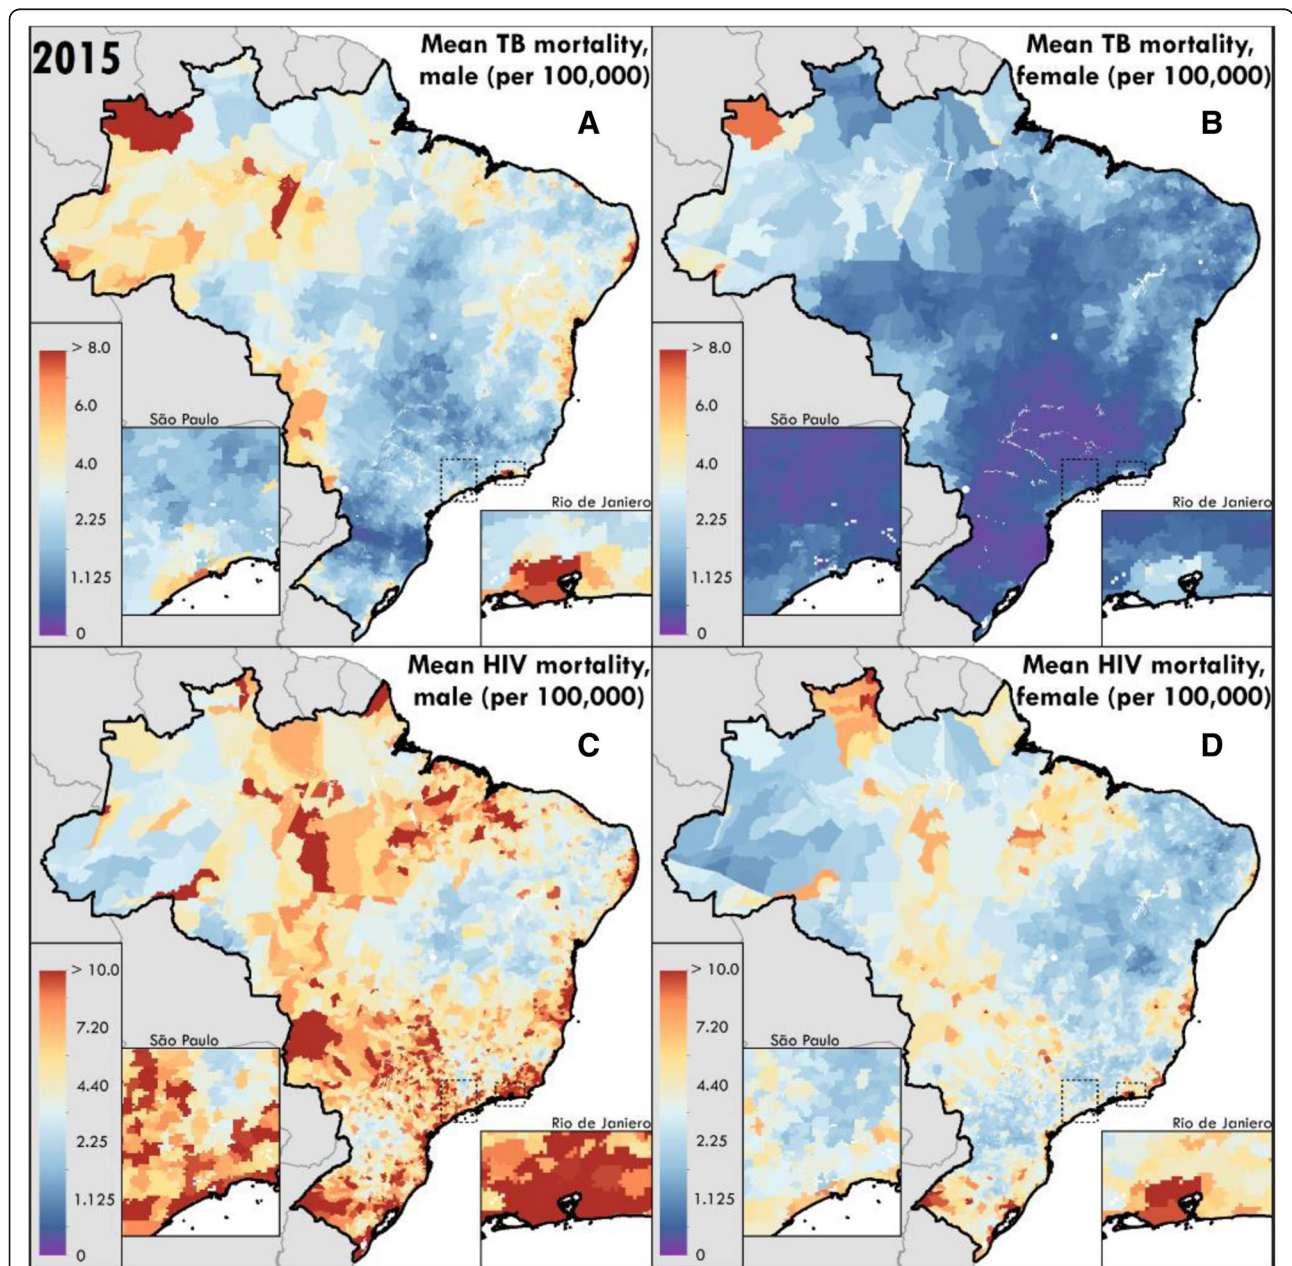 2015
Mean TB mortality,
male (per 100,000)
A
> 8.0
6.0
4.0
2.25
1.125
0
São Paulo
Rio de Janiero
Mean TB mortality,
female (per 100,000)
B
> 8.0
6.0
4.0
2.25
1.125
0
São Paulo
Rio de Janiero
Mean HIV mortality,
male (per 100,000)
C
> 10.0
7.20
4.40
2.25
1.125
0
São Paulo
Rio de Janiero
Mean HIV mortality,
female (per 100,000)
D
> 10.0
7.20
4.40
2.25
1.125
0
São Paulo
Rio de Janiero